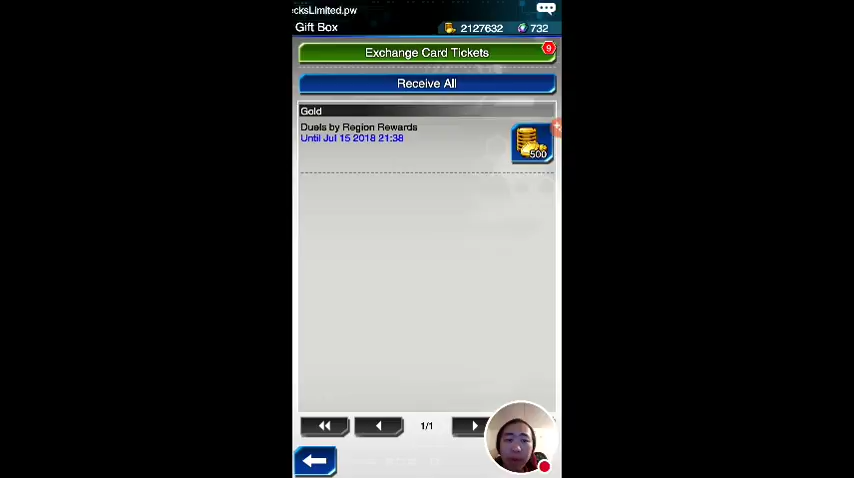 ecksLimited.pw
Gift Box
2127632
732
Exchange Card Tickets
9
Receive All
Gold
Duels by Region Rewards
Until Jul 15 2018 21:38
500
1/1